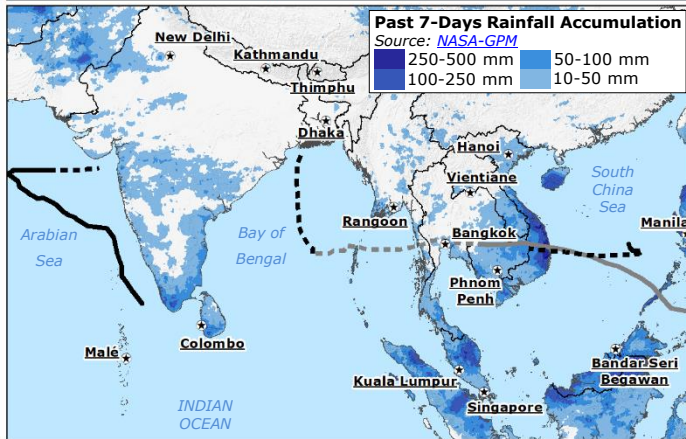 Past 7-Days Rainfall Accumulation
Source: NASA-GPM
250-500 mm
50-100 mm
100-250 mm
10-50 mm
New Delhi
Kathmandu
Thimphu
Dhaka
Hanoi
Vientiane
South
China
Sea
Rangoon
Manila
Arabian
Sea
Bay of
Bengal
Bangkok
Phnom
Penh
Colombo
Malé
Bandar Seri
Begawan
Kuala Lumpur
Singapore
INDIAN
OCEAN